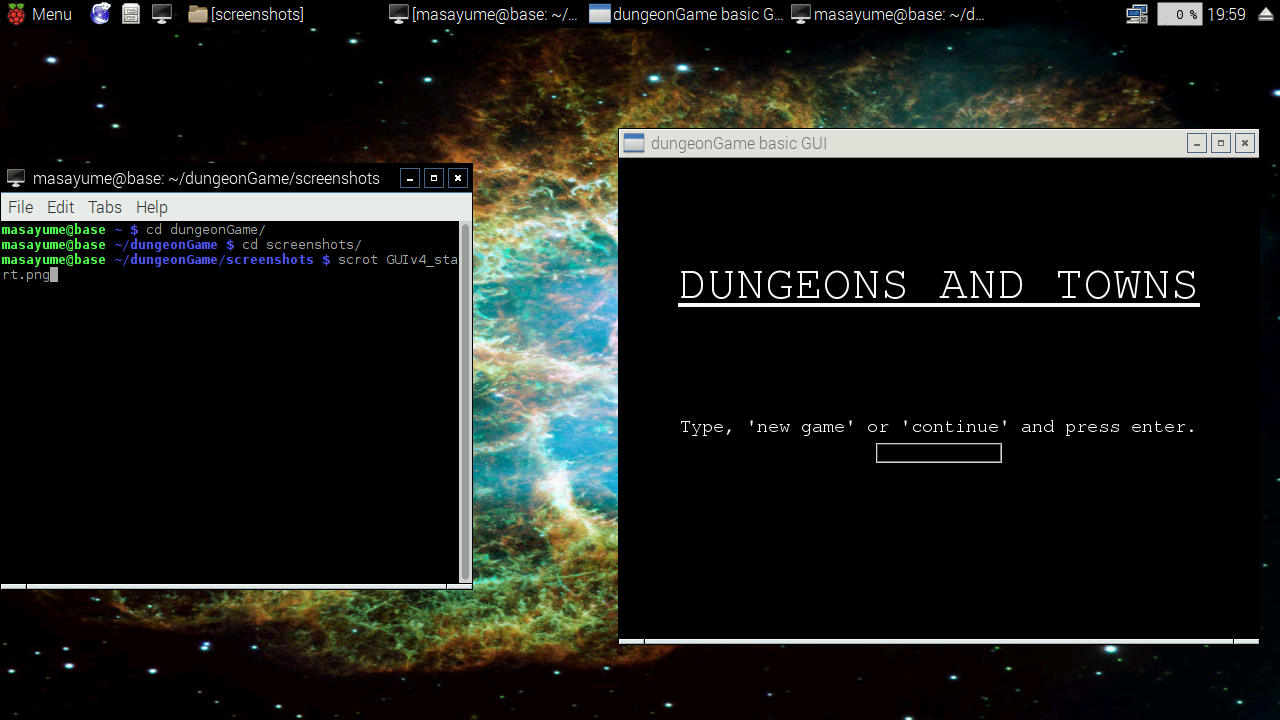 Menu [screenshots] [masayume@base: ~/... dungeonGame basic G... masayume@base: ~/d... 0 % 19:59
masayume@base: ~/dungeonGame/screenshots
File Edit Tabs Help
masayume@base ~ $ cd dungeonGame/
masayume@base ~/dungeonGame $ cd screenshots/
masayume@base ~/dungeonGame/screenshots $ scrot GUIv4_sta
rt.png
dungeonGame basic GUI
DUNGEONS AND TOWNS
Type, 'new game' or 'continue' and press enter.